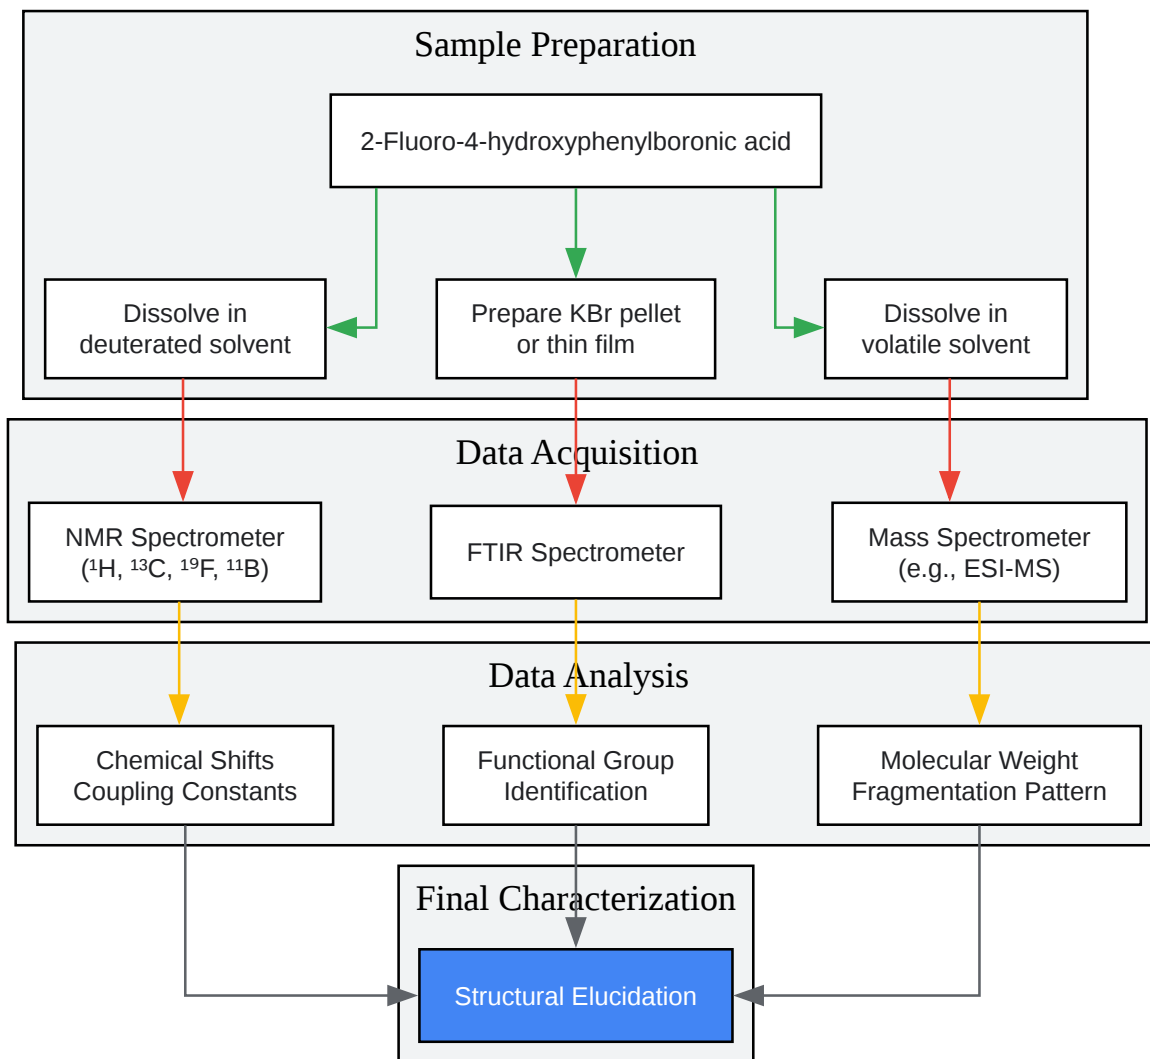 Sample Preparation
2-Fluoro-4-hydroxyphenylboronic acid
Dissolve in
deuterated solvent
Prepare KBr pellet
or thin film
Dissolve in
volatile solvent
Data Acquisition
NMR Spectrometer
(¹H, ¹³C, ¹⁹F, ¹¹B)
FTIR Spectrometer
Mass Spectrometer
(e.g., ESI-MS)
Data Analysis
Chemical Shifts
Coupling Constants
Functional Group
Identification
Molecular Weight
Fragmentation Pattern
Final Characterization
Structural Elucidation